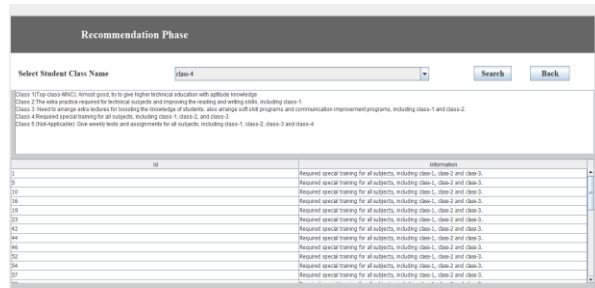 Recommendation Phase
Select Student Class Name
class-4
Search
Back
Class 1(Top-class-MNC): Almost good, try to give higher technical education with aptitude knowledge
Class 2:The extra practice required for technical subjects and improving the reading and writing skills, including class-1.
Class 3: Need to arrange extra lectures for boosting the knowledge of students, also arrange soft skill programs and communication improvement programs, including class-1 and class-2.
Class 4:Required special training for all subjects, including class-1, class-2, and class-3.
Class 5 (Not-Applicable): Give weekly tests and assignments for all subjects, including class-1, class-2, class-3 and class-4.
Id Information
1 Required special training for all subjects, including class-1, class-2 and class-3.
5 Required special training for all subjects, including class-1, class-2 and class-3.
10 Required special training for all subjects, including class-1, class-2 and class-3.
16 Required special training for all subjects, including class-1, class-2 and class-3.
19 Required special training for all subjects, including class-1, class-2 and class-3.
23 Required special training for all subjects, including class-1, class-2 and class-3.
42 Required special training for all subjects, including class-1, class-2 and class-3.
44 Required special training for all subjects, including class-1, class-2 and class-3.
46 Required special training for all subjects, including class-1, class-2 and class-3.
52 Required special training for all subjects, including class-1, class-2 and class-3.
54 Required special training for all subjects, including class-1, class-2 and class-3.
57 Required special training for all subjects, including class-1, class-2 and class-3.